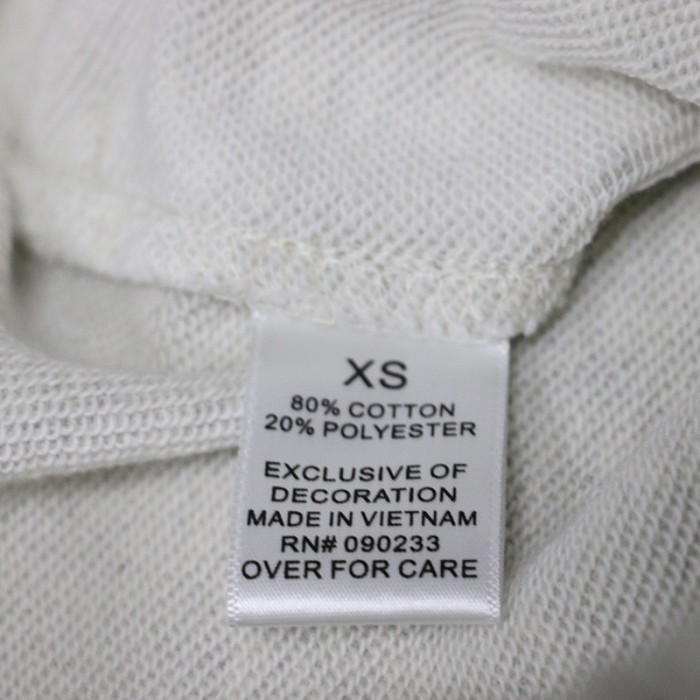 XS
80% COTTON
20% POLYESTER
EXCLUSIVE OF
DECORATION
MADE IN VIETNAM
RN# 090233
OVER FOR CARE